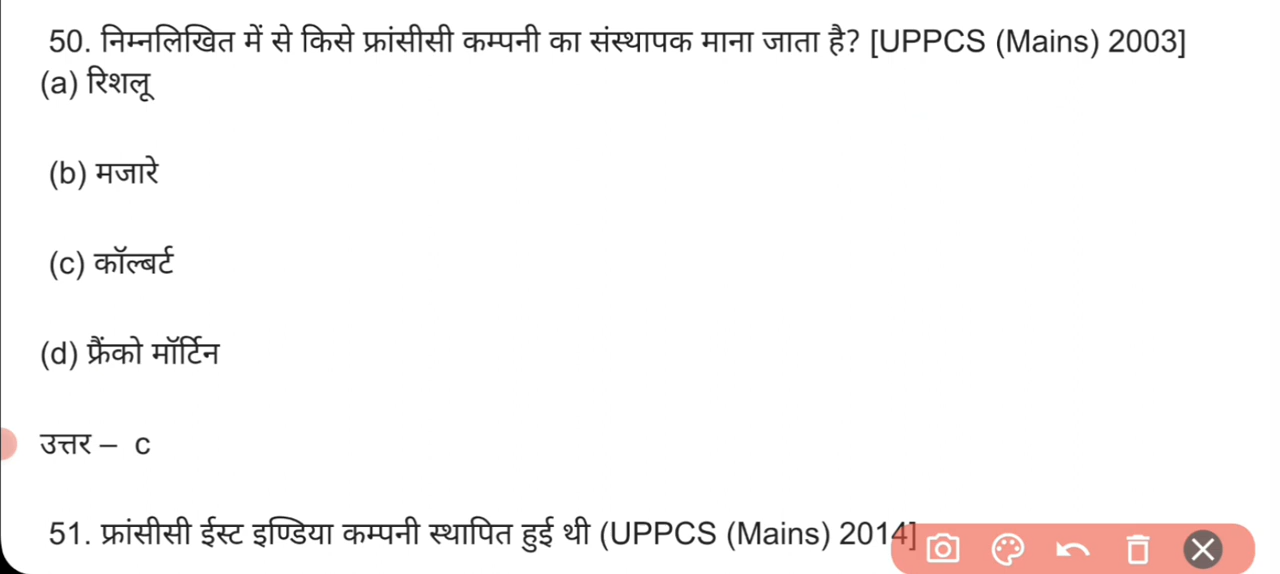 50. निम्नलिखित में से किसे फ्रांसीसी कम्पनी का संस्थापक माना जाता है? [UPPCS (Mains) 2003]
(a) रिशलू
(b) मजारे
(c) कॉल्बर्ट
(d) फ्रैंको मॉर्टिन
उत्तर – c
51. फ्रांसीसी ईस्ट इण्डिया कम्पनी स्थापित हुई थी (UPPCS (Mains) 2014]